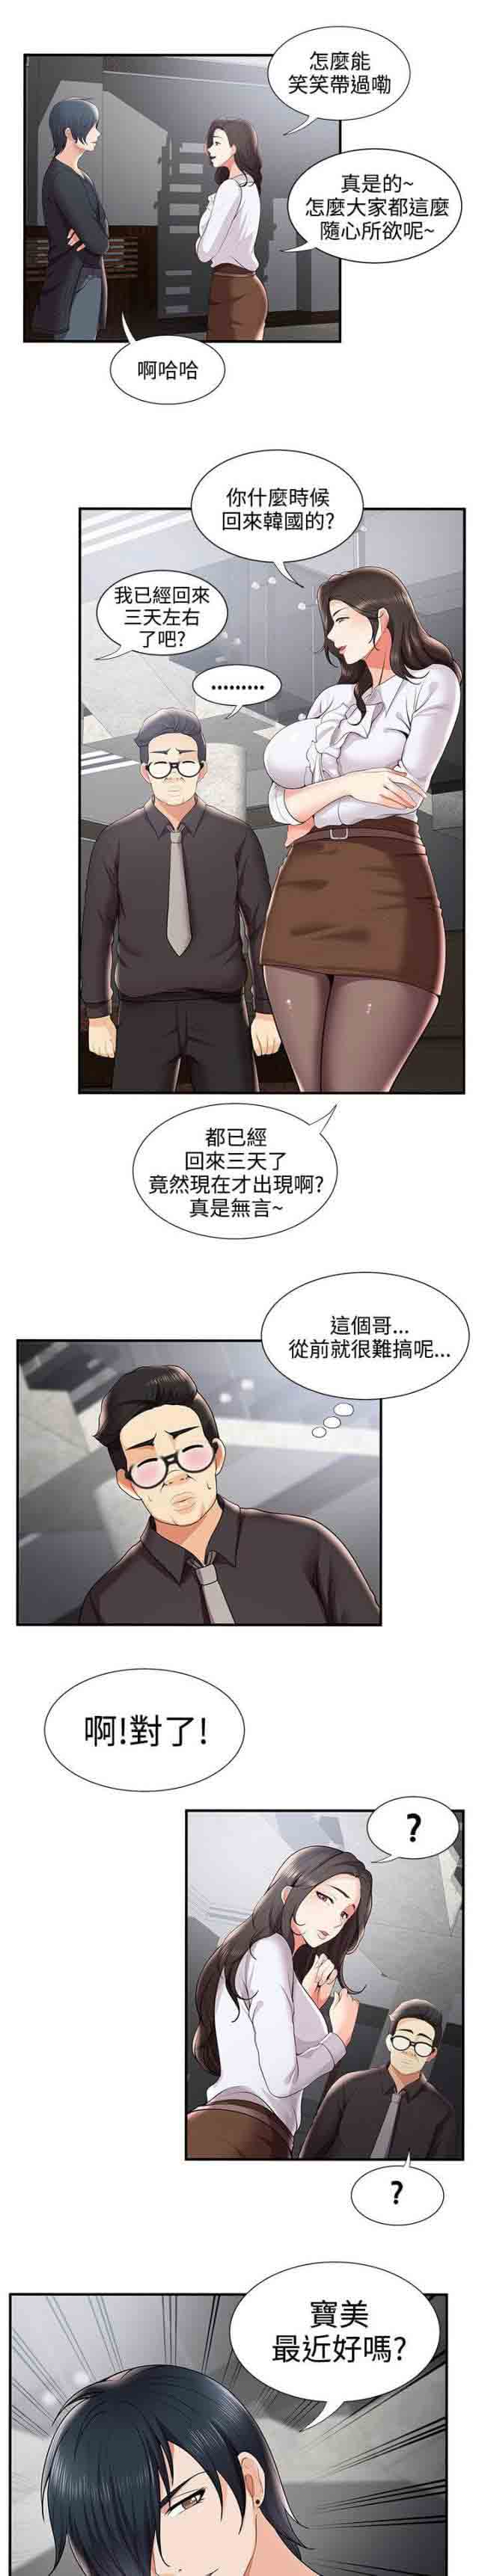 怎麼能
笑笑帶過嘞
真是的~
怎麼大家都這麼
隨心所欲呢~
啊哈哈
你什麼時候
回來韓國的?
我已經回來
三天左右
了吧?
•••••••••
都已經
回來三天了
竟然現在才出現啊?
真是無言~
這個哥...
從前就很難搞呢...
啊!對了!
?
?
寶美
最近好嗎?